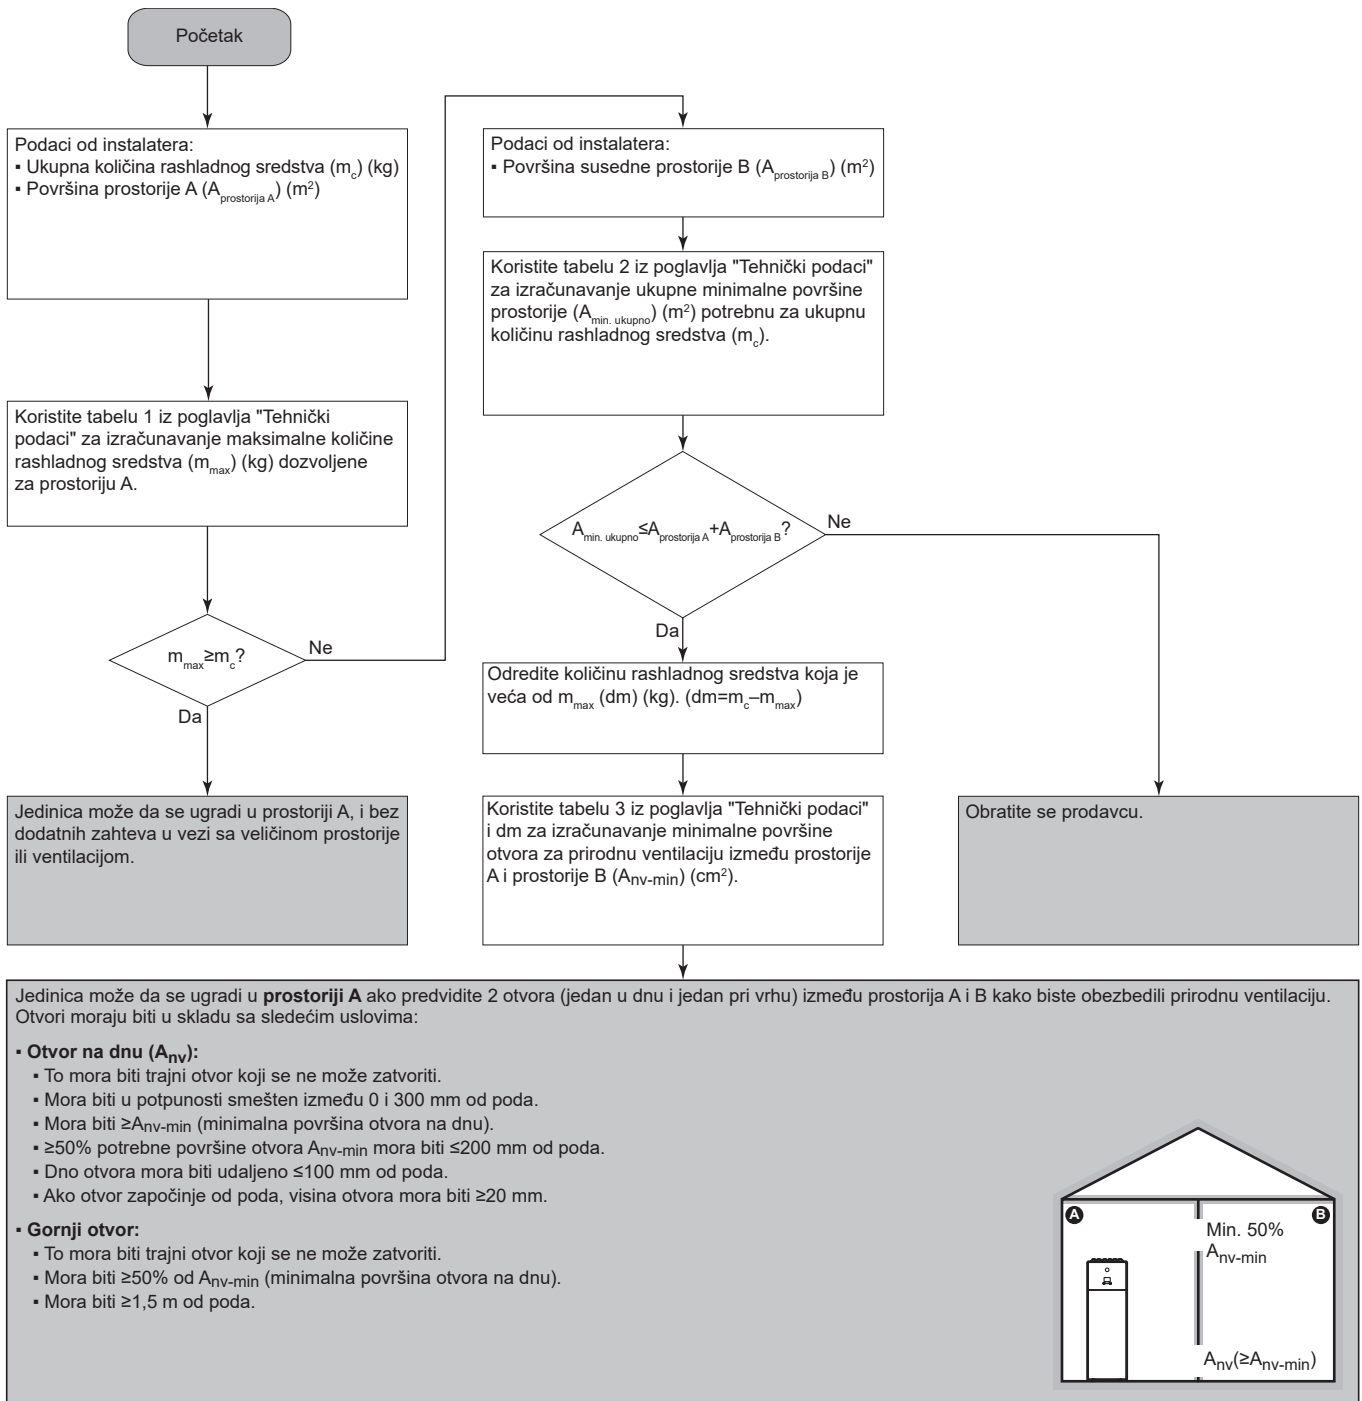 Početak
Podaci od instalatera:
▪ Ukupna količina rashladnog sredstva (mc) (kg)
▪ Površina prostorije A (Aprostorija A) (m²)
Koristite tabelu 1 iz poglavlja "Tehnički
podaci" za izračunavanje maksimalne količine
rashladnog sredstva (mmax) (kg) dozvoljene
za prostoriju A.
mmax≥mc?
Ne
Da
Jedinica može da se ugradi u prostoriji A, i bez
dodatnih zahteva u vezi sa veličinom prostorije
ili ventilacijom.
Podaci od instalatera:
▪ Površina susedne prostorije B (Aprostorija B) (m²)
Koristite tabelu 2 iz poglavlja "Tehnički podaci"
za izračunavanje ukupne minimalne površine
prostorije (Amin. ukupno) (m²) potrebnu za ukupnu
količinu rashladnog sredstva (mc).
Amin. ukupno≤Aprostorija A+Aprostorija B?
Ne
Da
Odredite količinu rashladnog sredstva koja je
veća od mmax (dm) (kg). (dm=mc–mmax)
Koristite tabelu 3 iz poglavlja "Tehnički podaci"
i dm za izračunavanje minimalne površine
otvora za prirodnu ventilaciju između prostorije
A i prostorije B (Anv-min) (cm²).
Obratite se prodavcu.
Jedinica može da se ugradi u prostoriji A ako predvidite 2 otvora (jedan u dnu i jedan pri vrhu) između prostorija A i B kako biste obezbedili prirodnu ventilaciju.
Otvori moraju biti u skladu sa sledećim uslovima:
▪ Otvor na dnu (Anv):
▪ To mora biti trajni otvor koji se ne može zatvoriti.
▪ Mora biti u potpunosti smešten između 0 i 300 mm od poda.
▪ Mora biti ≥Anv-min (minimalna površina otvora na dnu).
▪ ≥50% potrebne površine otvora Anv-min mora biti ≤200 mm od poda.
▪ Dno otvora mora biti udaljeno ≤100 mm od poda.
▪ Ako otvor započinje od poda, visina otvora mora biti ≥20 mm.
▪ Gornji otvor:
▪ To mora biti trajni otvor koji se ne može zatvoriti.
▪ Mora biti ≥50% od Anv-min (minimalna površina otvora na dnu).
▪ Mora biti ≥1,5 m od poda.
A
B
Min. 50%
Anv-min
Anv(≥Anv-min)